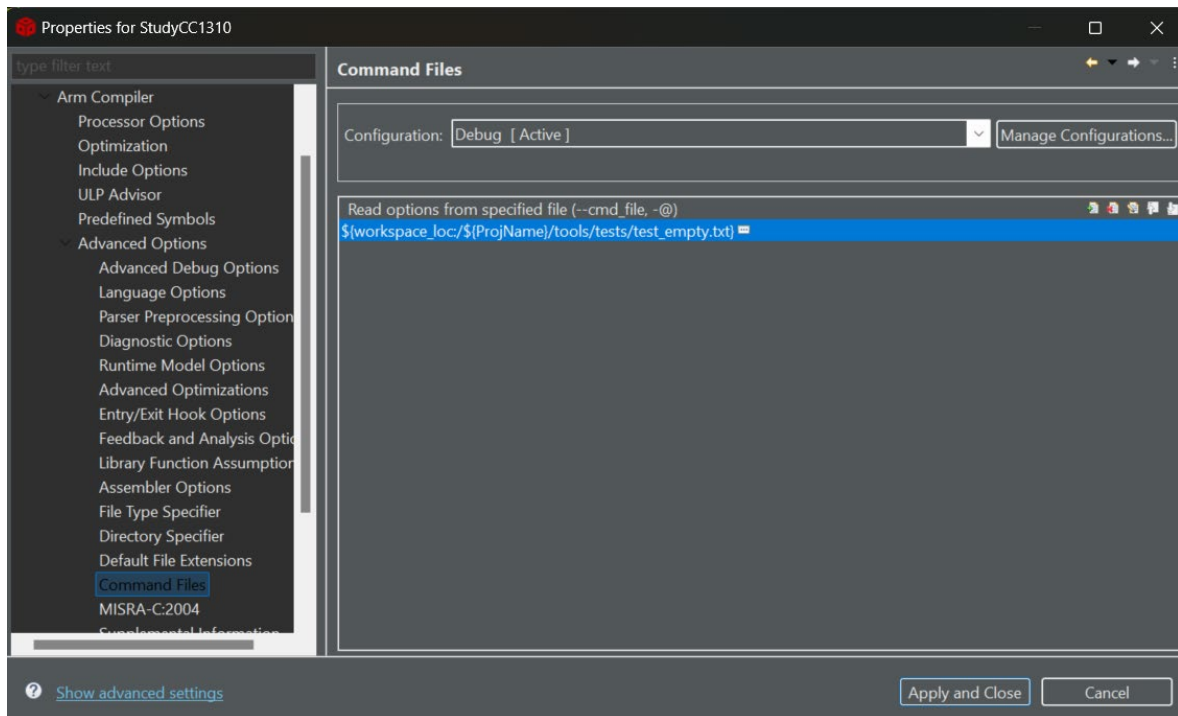 Properties for StudyCC1310
type filter text
Arm Compiler
Processor Options
Optimization
Include Options
ULP Advisor
Predefined Symbols
Advanced Options
Advanced Debug Options
Language Options
Parser Preprocessing Option
Diagnostic Options
Runtime Model Options
Advanced Optimizations
Entry/Exit Hook Options
Feedback and Analysis Optic
Library Function Assumption
Assembler Options
File Type Specifier
Directory Specifier
Default File Extensions
Command Files
MISRA-C:2004
Supplemental Information
Command Files
Configuration: Debug [ Active ]
Manage Configurations...
Read options from specified file (--cmd_file, -@)
${workspace_loc:/${ProjName}/tools/tests/test_empty.txt}
Show advanced settings
Apply and Close
Cancel